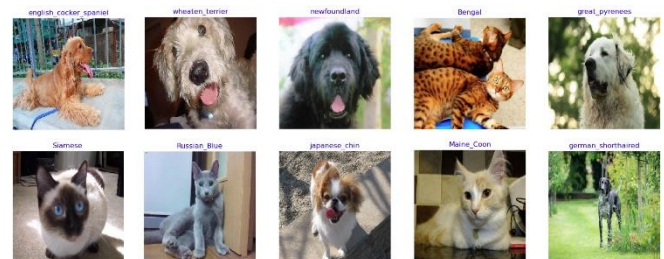 english_cocker_spaniel
wheaten_terrier
newfoundland
Bengal
great_pyrenees
Siamese
Russian_Blue
japanese_chin
Maine_Coon
german_shorthaired